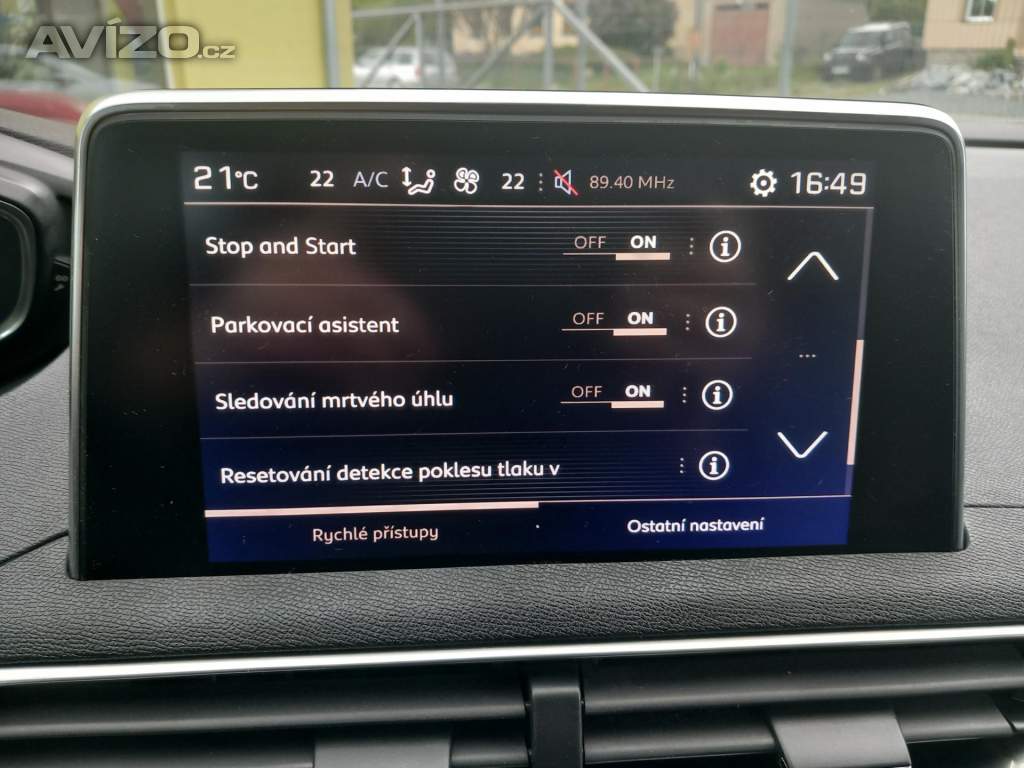 AVÍZO.cz
21°C 22 A/C 22 89.40 MHz 16:49
Stop and Start OFF ON
Parkovací asistent OFF ON
Sledování mrtvého úhlu OFF ON
Resetování detekce poklesu tlaku v
Rychlé přístupy Ostatní nastavení